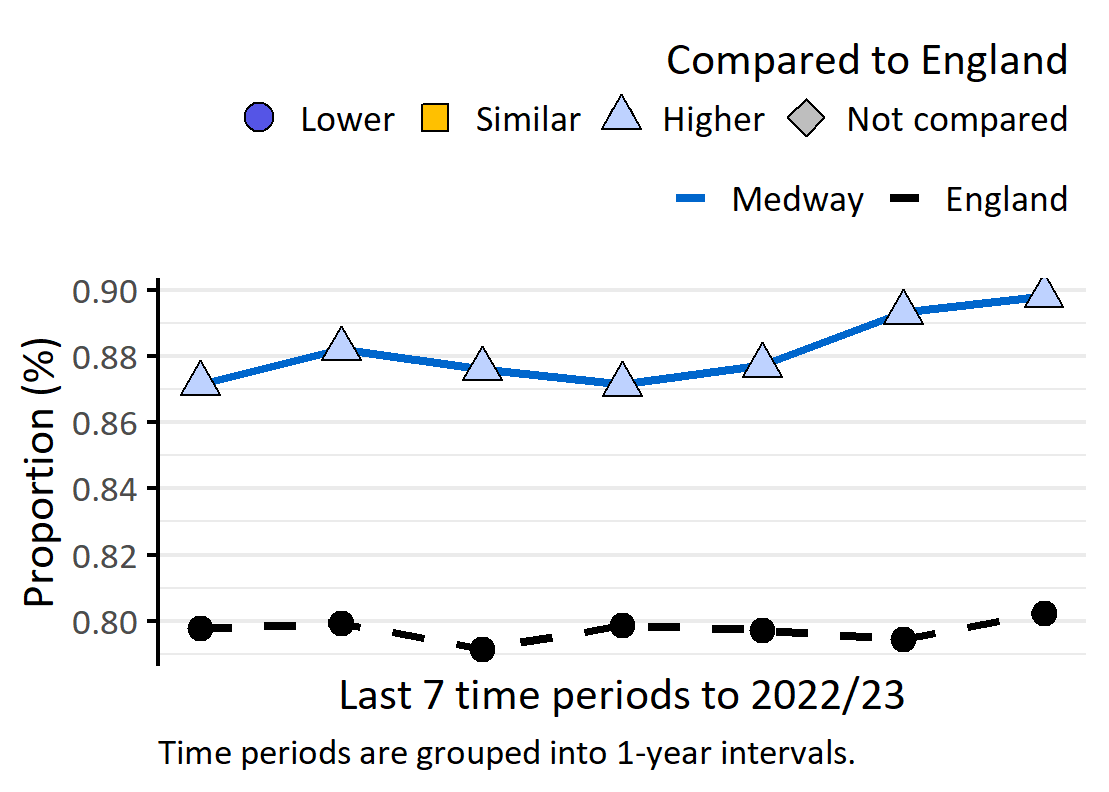 Compared to England
Lower Similar Higher Not compared
Medway England
Proportion (%)
0.90
0.88
0.86
0.84
0.82
0.80
Last 7 time periods to 2022/23
Time periods are grouped into 1-year intervals.